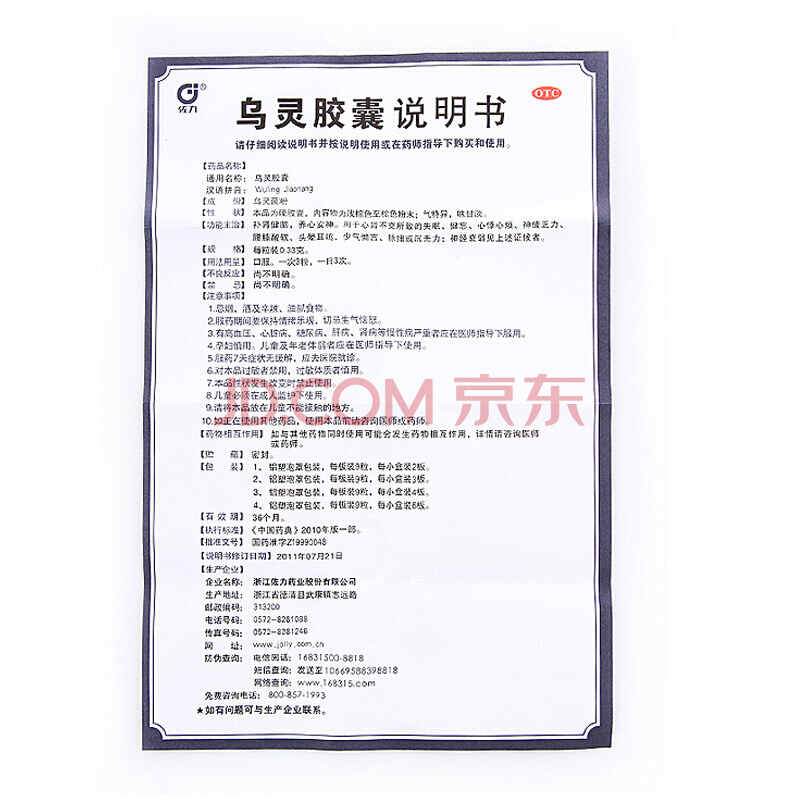 佐力®
OTC
乌灵胶囊说明书
请仔细阅读说明书并按说明使用或在药师指导下购买和使用。
【药品名称】
通用名称：乌灵胶囊
汉语拼音：Wuling Jiaonang
【成　份】乌灵菌粉
【性　状】本品为硬胶囊，内容物为浅棕色至棕色粉末；气特异，味甘淡。
【功能主治】补肾健脑，养心安神。用于心肾不交所致的失眠、健忘、心悸心烦、神疲乏力、
腰膝酸软、头晕耳鸣、少气懒言、脉细或沉无力；神经衰弱见上述证候者。
【规　格】每粒装0.33克。
【用法用量】口服。一次3粒，一日3次。
【不良反应】尚不明确。
【禁　忌】尚不明确。
【注意事项】
1.忌烟、酒及辛辣、油腻食物。
2.服药期间要保持情绪乐观，切忌生气恼怒。
3.有高血压、心脏病、糖尿病、肝病、肾病等慢性病严重者应在医师指导下服用。
4.孕妇慎用。儿童及年老体弱者应在医师指导下使用。
5.服药7天症状无缓解，应去医院就诊。
6.对本品过敏者禁用，过敏体质者慎用。
7.本品性状发生改变时禁止使用。
8.儿童必须在成人监护下使用。
9.请将本品放在儿童不能接触的地方。
10.如正在使用其他药品，使用本品前请咨询医师或药师。
JD.COM 京东
【药物相互作用】如与其他药物同时使用可能会发生药物相互作用，详情请咨询医师
或药师。
【贮　藏】密封。
【包　装】1、铝塑泡罩包装，每板装9粒，每小盒装2板。
2、铝塑泡罩包装，每板装9粒，每小盒装3板。
3、铝塑泡罩包装，每板装9粒，每小盒装4板。
4、铝塑泡罩包装，每板装9粒，每小盒装6板。
【有 效 期】36个月。
【执行标准】《中国药典》2010年版一部。
【批准文号】国药准字Z19990048
【说明书修订日期】2011年07月21日
【生产企业】
企业名称：浙江佐力药业股份有限公司
生产地址：浙江省德清县武康镇志远路
邮政编码：313200
电话号码：0572-8281088
传真号码：0572-8281246
网　　址：www.jolly.com.cn
防伪查询：电信固话：16831500-8818
短信查询：发送至10669588398818
网络查询：www.168315.com
免费咨询电话：800-857-1993
★如有问题可与生产企业联系。